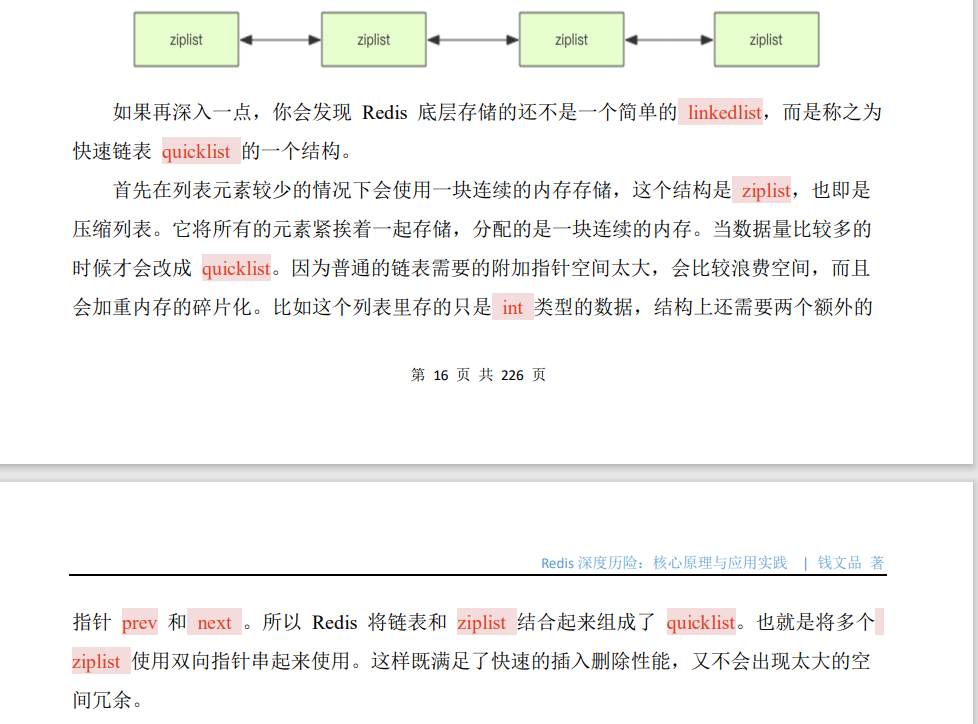 ziplist ziplist ziplist ziplist
如果再深入一点，你会发现 Redis 底层存储的还不是一个简单的 linkedlist，而是称之为
快速链表 quicklist 的一个结构。
首先在列表元素较少的情况下会使用一块连续的内存存储，这个结构是 ziplist，也即是
压缩列表。它将所有的元素紧挨着一起存储，分配的是一块连续的内存。当数据量比较多的
时候才会改成 quicklist。因为普通的链表需要的附加指针空间太大，会比较浪费空间，而且
会加重内存的碎片化。比如这个列表里存的只是 int 类型的数据，结构上还需要两个额外的
第 16 页 共 226 页
Redis 深度历险：核心原理与应用实践 | 钱文品 著
指针 prev 和 next 。所以 Redis 将链表和 ziplist 结合起来组成了 quicklist。也就是将多个
ziplist 使用双向指针串起来使用。这样既满足了快速的插入删除性能，又不会出现太大的空
间冗余。